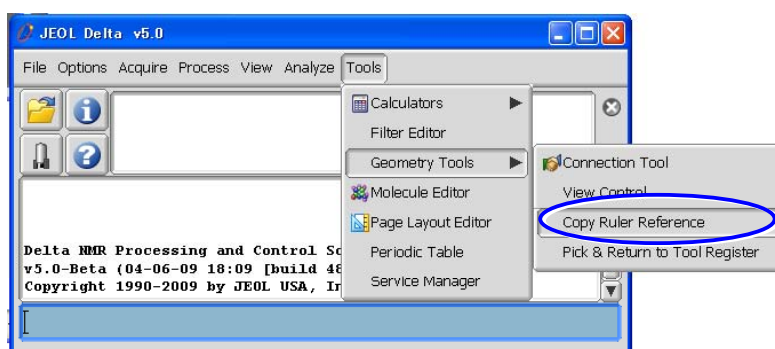 JEOL Delta v5.0
File Options Acquire Process View Analyze Tools
Calculators
Filter Editor
Geometry Tools
Connection Tool
Molecule Editor
View Control
Page Layout Editor
Copy Ruler Reference
Periodic Table
Pick & Return to Tool Register
Service Manager
Delta NMR Processing and Control So
v5.0-Beta (04-06-09 18:09 [build 48
Copyright 1990-2009 by JEOL USA, In